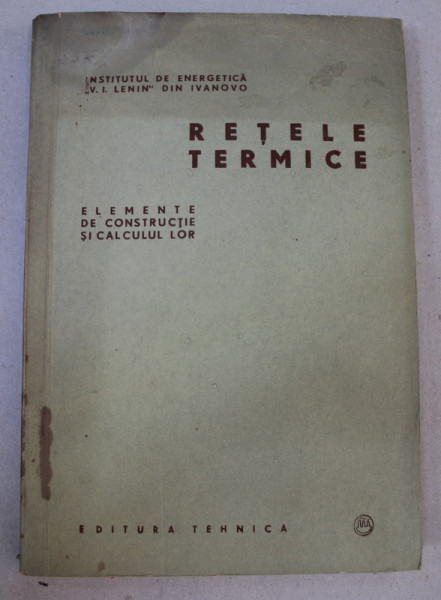 INSTITUTUL DE ENERGETICĂ
„V. I. LENIN" DIN IVANOVO
REȚELE
TERMICE
ELEMENTE
DE CONSTRUCȚIE
ȘI CALCULUL LOR
EDITURA TEHNICA